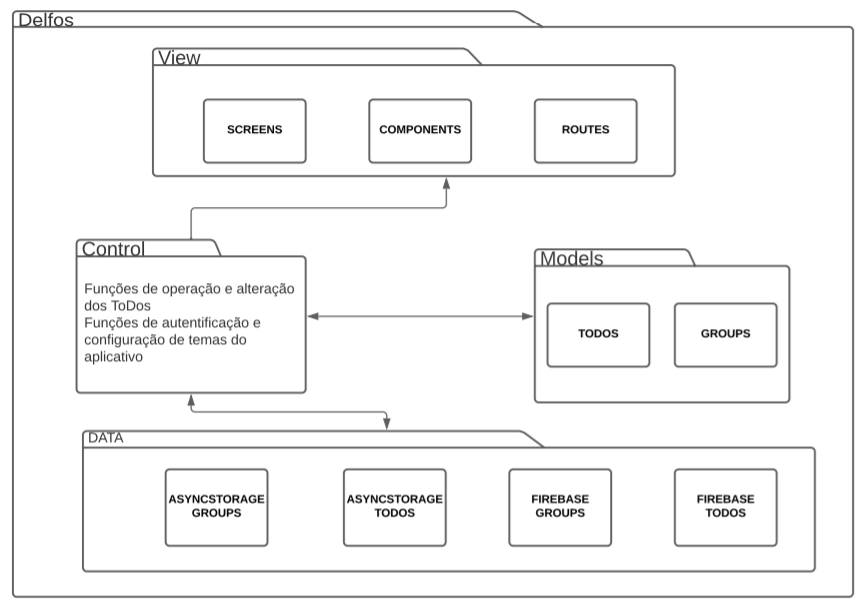 Delfos
View
SCREENS
COMPONENTS
ROUTES
Control
Funções de operação e alteração
dos ToDos
Funções de autentificação e
configuração de temas do
aplicativo
Models
TODOS
GROUPS
DATA
ASYNCSTORAGE
GROUPS
ASYNCSTORAGE
TODOS
FIREBASE
GROUPS
FIREBASE
TODOS